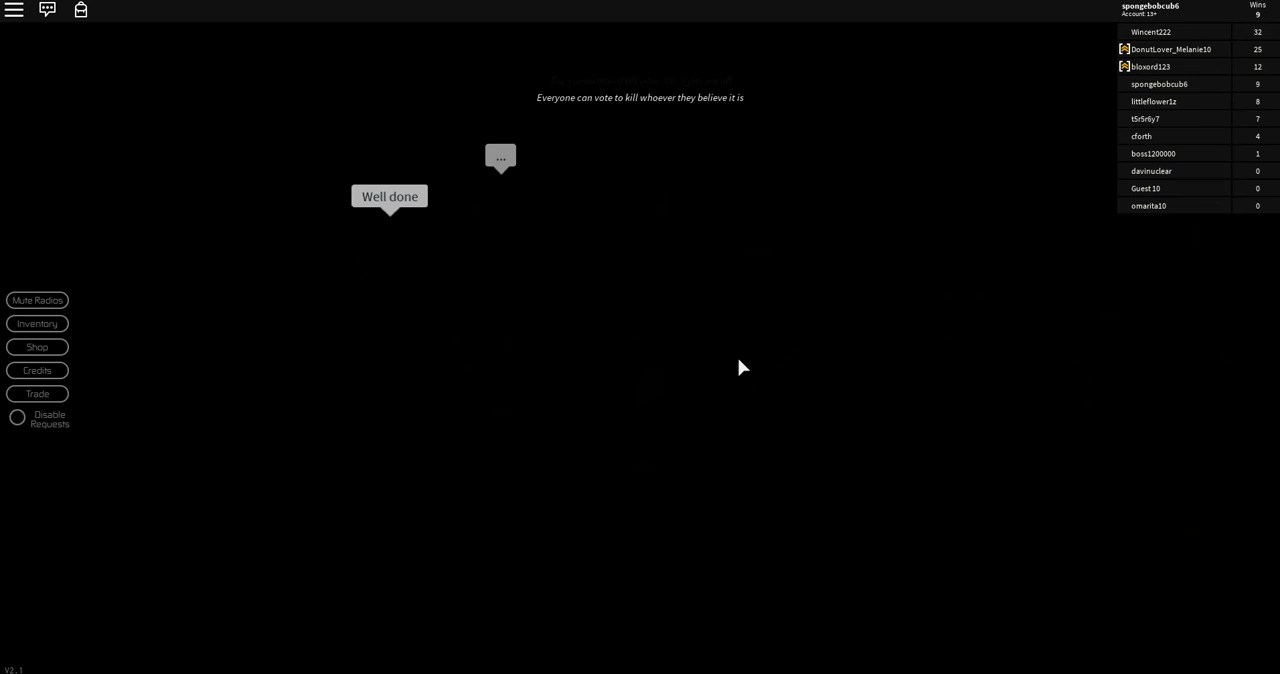 spongebobcub6
Account: 13+
Wins
9
Wincent222 32
DonutLover_Melanie10 25
bloxord123 12
spongebobcub6 9
littleflower1z 8
t5r5r6y7 7
cforth 4
boss1200000 1
davinuclear 0
Guest 10 0
omarita10 0
Everyone can vote to kill whoever they believe it is
...
Well done
Mute Radios
Inventory
Shop
Credits
Trade
Disable
Requests
V2.1